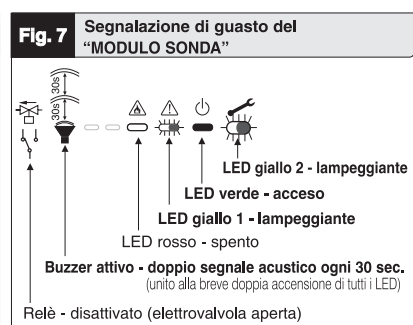 Fig. 7
Segnalazione di guasto del
“MODULO SONDA”
30s
30s
LED giallo 2 - lampeggiante
LED verde - acceso
LED giallo 1 - lampeggiante
LED rosso - spento
Buzzer attivo - doppio segnale acustico ogni 30 sec.
(unito alla breve doppia accensione di tutti i LED)
Relè - disattivato (elettrovalvola aperta)